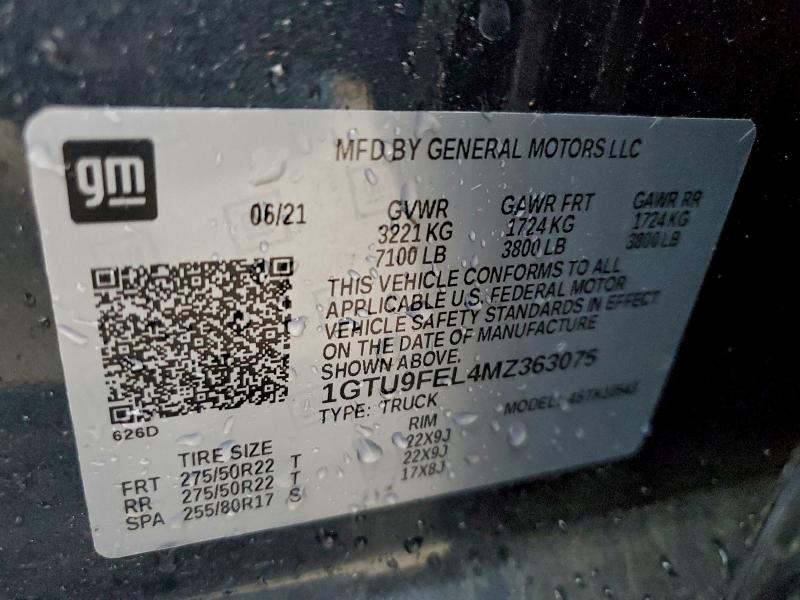 gm
MFD BY GENERAL MOTORS LLC
06/21
GVWR GAWR FRT GAWR RR
3221 KG 1724 KG 1724 KG
7100 LB 3800 LB 3800 LB
THIS VEHICLE CONFORMS TO ALL
APPLICABLE U.S. FEDERAL MOTOR
VEHICLE SAFETY STANDARDS IN EFFECT
ON THE DATE OF MANUFACTURE
SHOWN ABOVE.
1GTU9FEL4MZ363075
TYPE: TRUCK MODEL:
626D
TIRE SIZE RIM
FRT 275/50R22 T 22X9J
RR 275/50R22 T 22X9J
SPA 255/80R17 S 17X8J